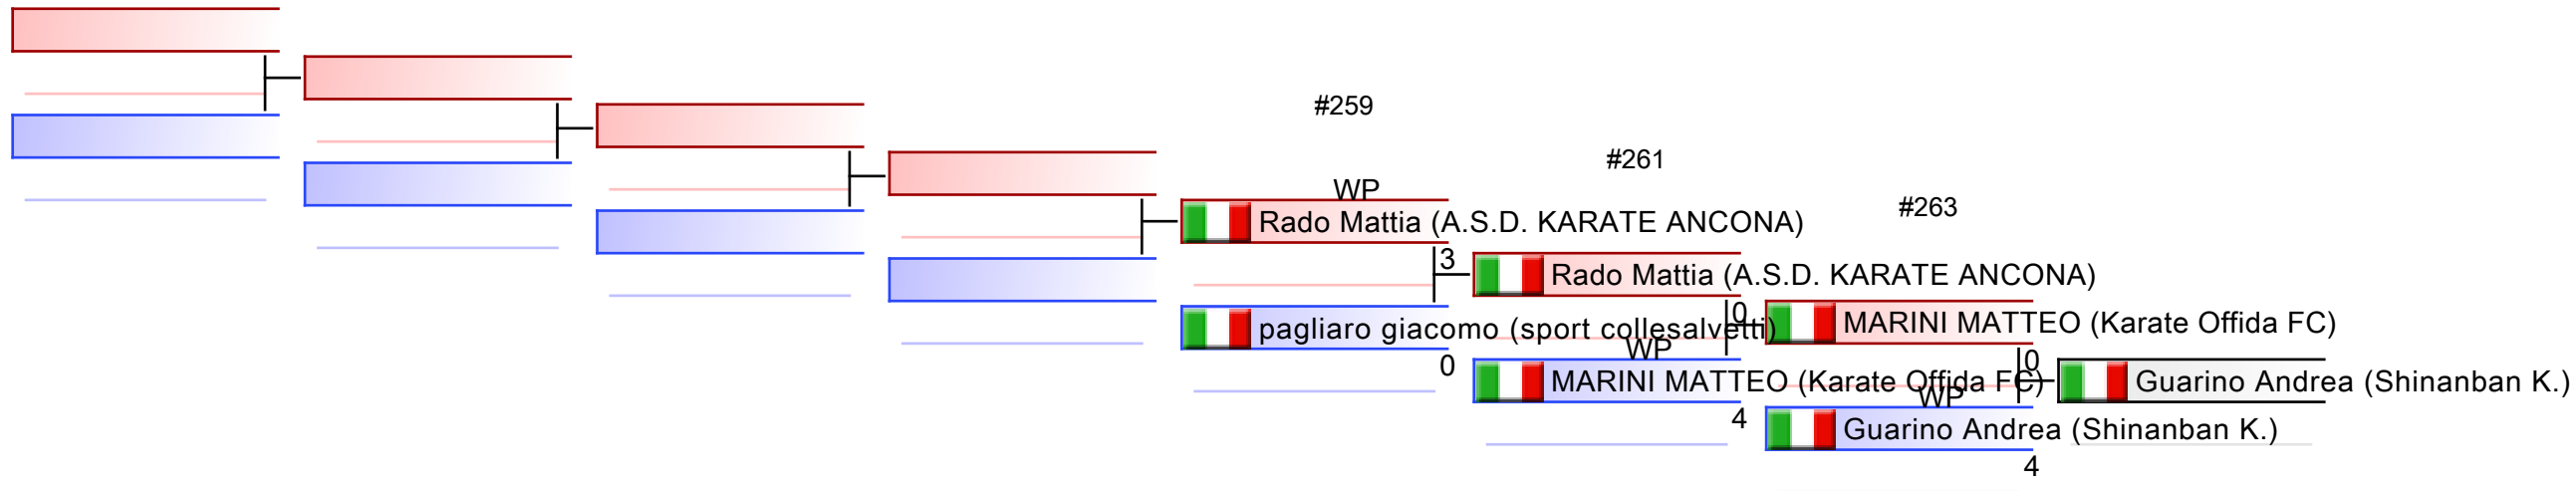 #259
WP
Rado Mattia (A.S.D. KARATE ANCONA)
3
pagliaro giacomo (sport collesalvetti)
0
#261
Rado Mattia (A.S.D. KARATE ANCONA)
0
WP
MARINI MATTEO (Karate Offida FC)
4
#263
MARINI MATTEO (Karate Offida FC)
0
WP
Guarino Andrea (Shinanban K.)
4
Guarino Andrea (Shinanban K.)